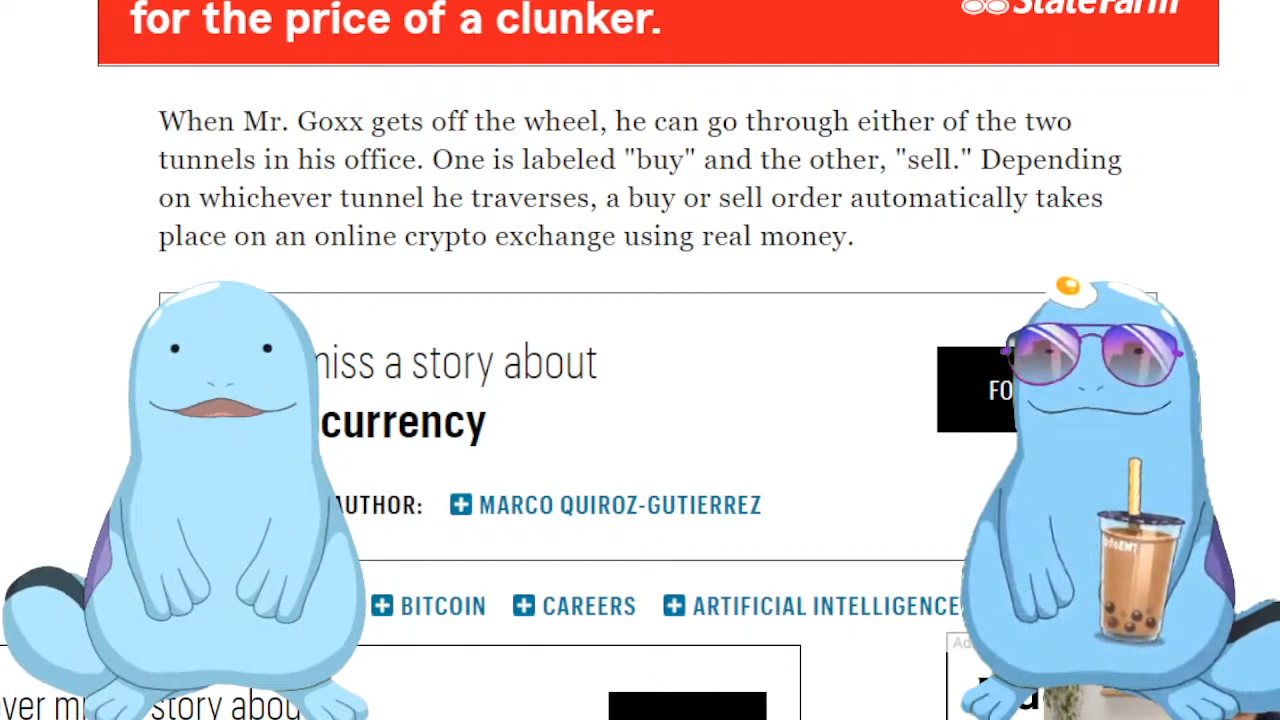 for the price of a clunker.
StateFarm
When Mr. Goxx gets off the wheel, he can go through either of the two
tunnels in his office. One is labeled "buy" and the other, "sell." Depending
on whichever tunnel he traverses, a buy or sell order automatically takes
place on an online crypto exchange using real money.
miss a story about
currency
FO
AUTHOR: MARCO QUIROZ-GUTIERREZ
BITCOIN CAREERS ARTIFICIAL INTELLIGENCE
Ad
story about